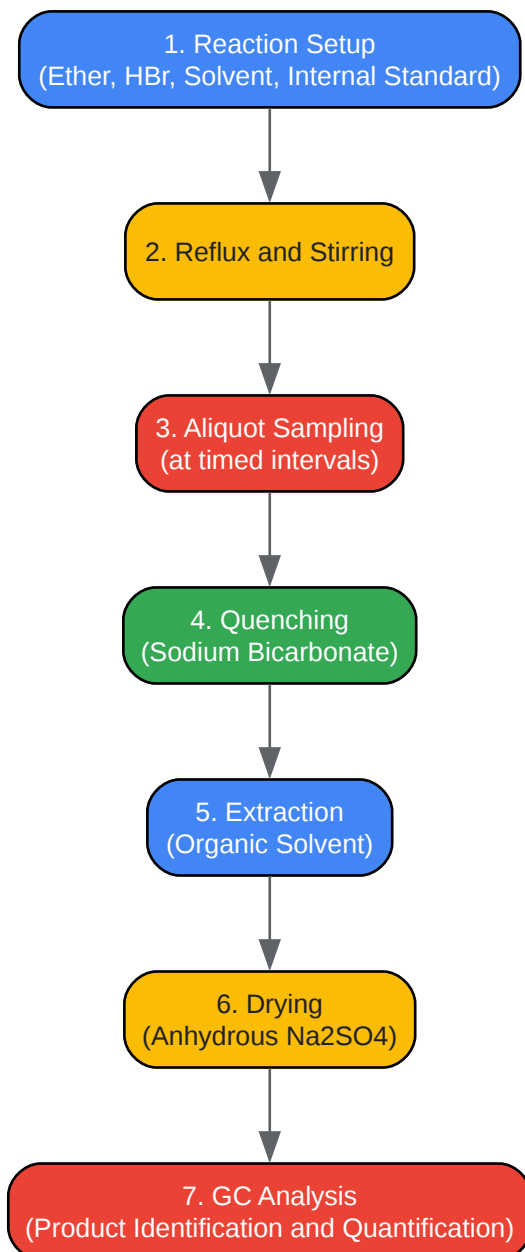 1. Reaction Setup
(Ether, HBr, Solvent, Internal Standard)
2. Reflux and Stirring
3. Aliquot Sampling
(at timed intervals)
4. Quenching
(Sodium Bicarbonate)
5. Extraction
(Organic Solvent)
6. Drying
(Anhydrous Na2SO4)
7. GC Analysis
(Product Identification and Quantification)